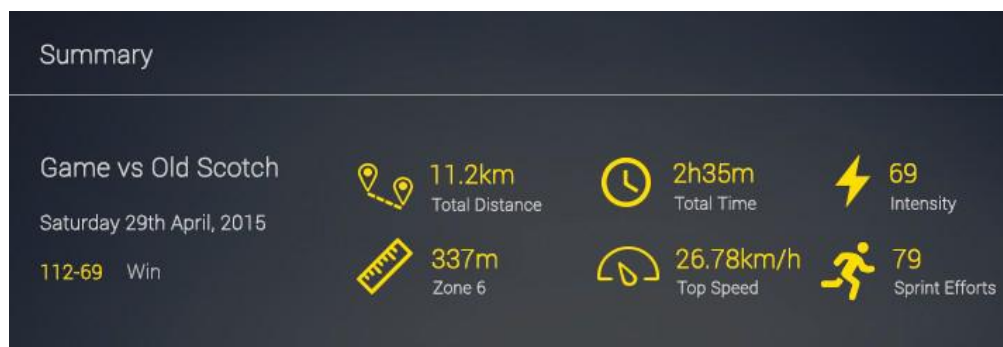 Summary
Game vs Old Scotch
Saturday 29th April, 2015
112-69 Win
11.2km
Total Distance
2h35m
Total Time
69
Intensity
337m
Zone 6
26.78km/h
Top Speed
79
Sprint Efforts